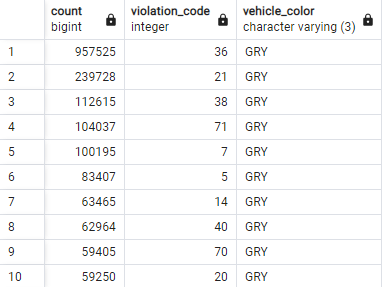 count violation_code vehicle_color
bigint integer character varying (3)
1 957525 36 GRY
2 239728 21 GRY
3 112615 38 GRY
4 104037 71 GRY
5 100195 7 GRY
6 83407 5 GRY
7 63465 14 GRY
8 62964 40 GRY
9 59405 70 GRY
10 59250 20 GRY